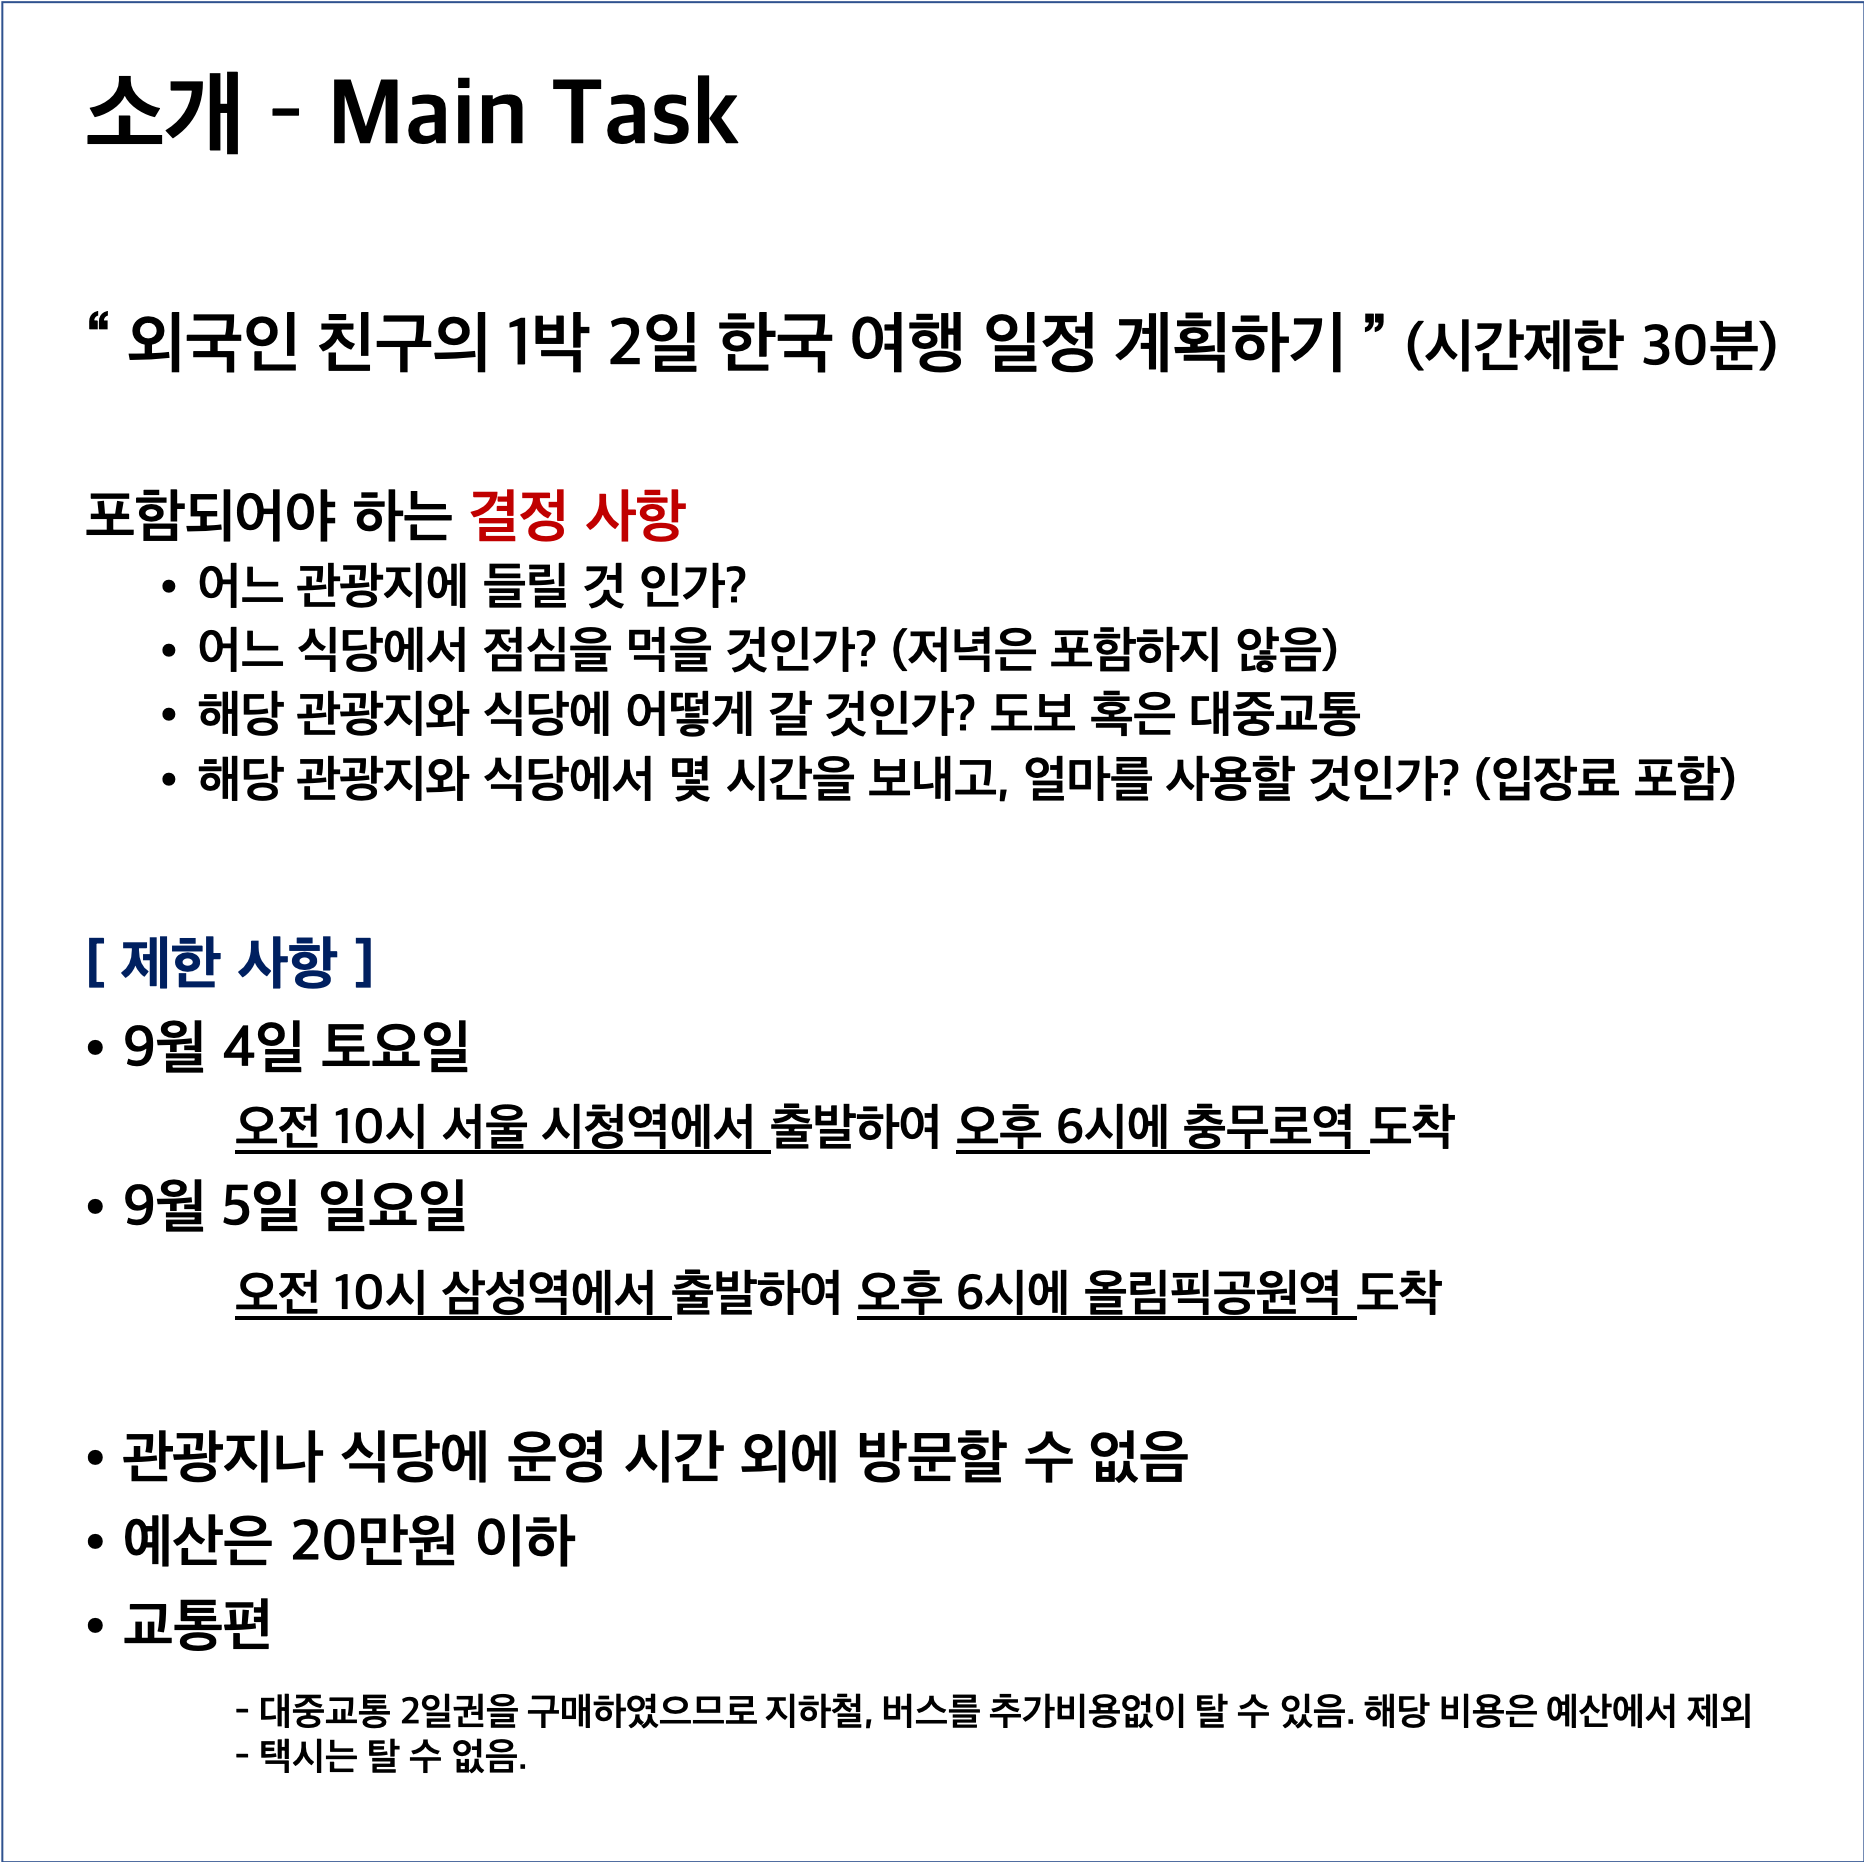 소개 - Main Task
“ 외국인 친구의 1박 2일 한국 여행 일정 계획하기 ” (시간제한 30분)
포함되어야 하는 결정 사항
• 어느 관광지에 들릴 것 인가?
• 어느 식당에서 점심을 먹을 것인가? (저녁은 포함하지 않음)
• 해당 관광지와 식당에 어떻게 갈 것인가? 도보 혹은 대중교통
• 해당 관광지와 식당에서 몇 시간을 보내고, 얼마를 사용할 것인가? (입장료 포함)
[ 제한 사항 ]
• 9월 4일 토요일
오전 10시 서울 시청역에서 출발하여 오후 6시에 충무로역 도착
• 9월 5일 일요일
오전 10시 삼성역에서 출발하여 오후 6시에 올림픽공원역 도착
• 관광지나 식당에 운영 시간 외에 방문할 수 없음
• 예산은 20만원 이하
• 교통편
- 대중교통 2일권을 구매하였으므로 지하철, 버스를 추가비용없이 탈 수 있음. 해당 비용은 예산에서 제외
- 택시는 탈 수 없음.